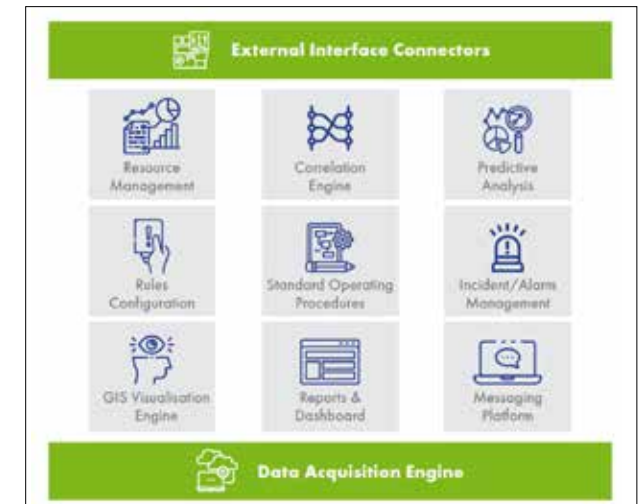 External Interface Connectors
Resource
Management
Correlation
Engine
Predictive
Analysis
Rules
Configuration
Standard Operating
Procedures
Incident/Alarm
Management
GIS Visualisation
Engine
Reports &
Dashboard
Messaging
Platform
Data Acquisition Engine